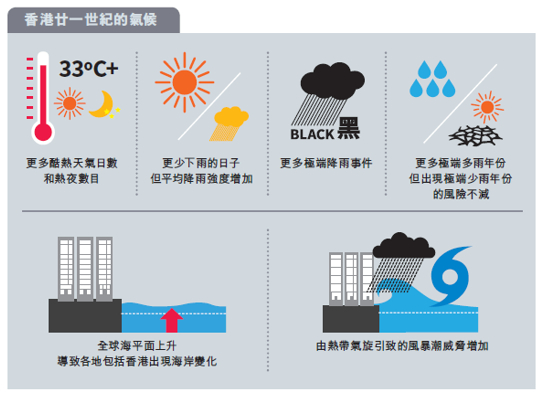 香港廿一世紀的氣候
33°C+
BLACK 黑
更多酷熱天氣日數
和熱夜數目
更少下雨的日子
但平均降雨強度增加
更多極端降雨事件
更多極端多雨年份
但出現極端少雨年份
的風險不減
全球海平面上升
導致各地包括香港出現海岸變化
由熱帶氣旋引致的風暴潮威脅增加